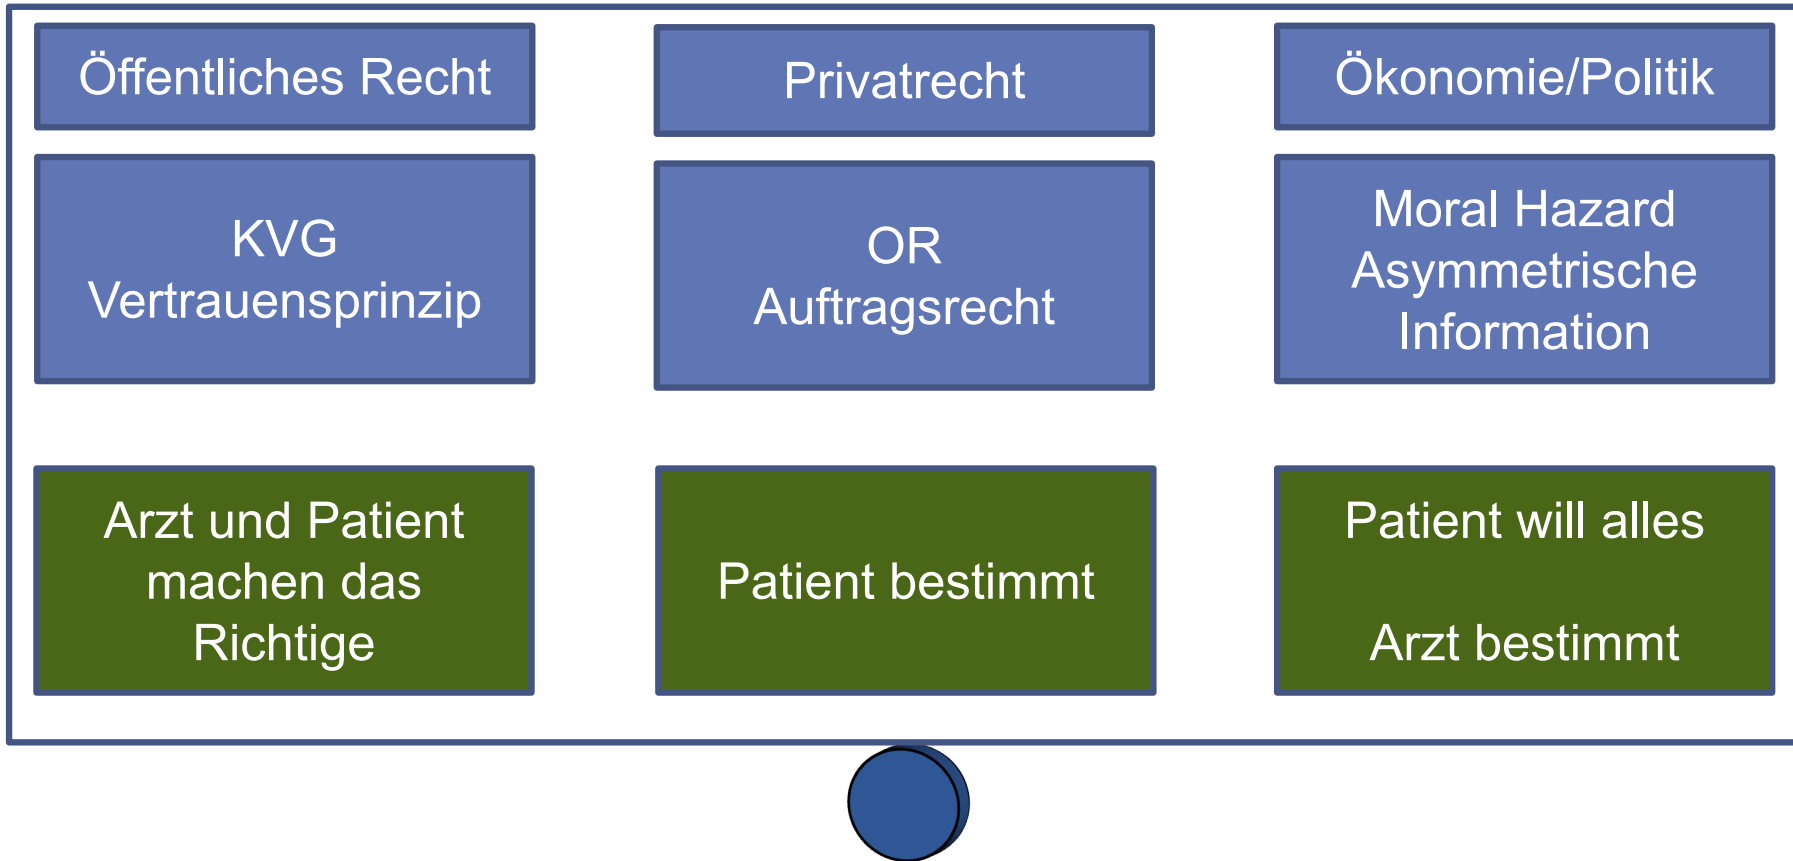 Öffentliches Recht
Privatrecht
Ökonomie/Politik
KVG
Vertrauensprinzip
OR
Auftragsrecht
Moral Hazard
Asymmetrische
Information
Arzt und Patient
machen das
Richtige
Patient bestimmt
Patient will alles
Arzt bestimmt